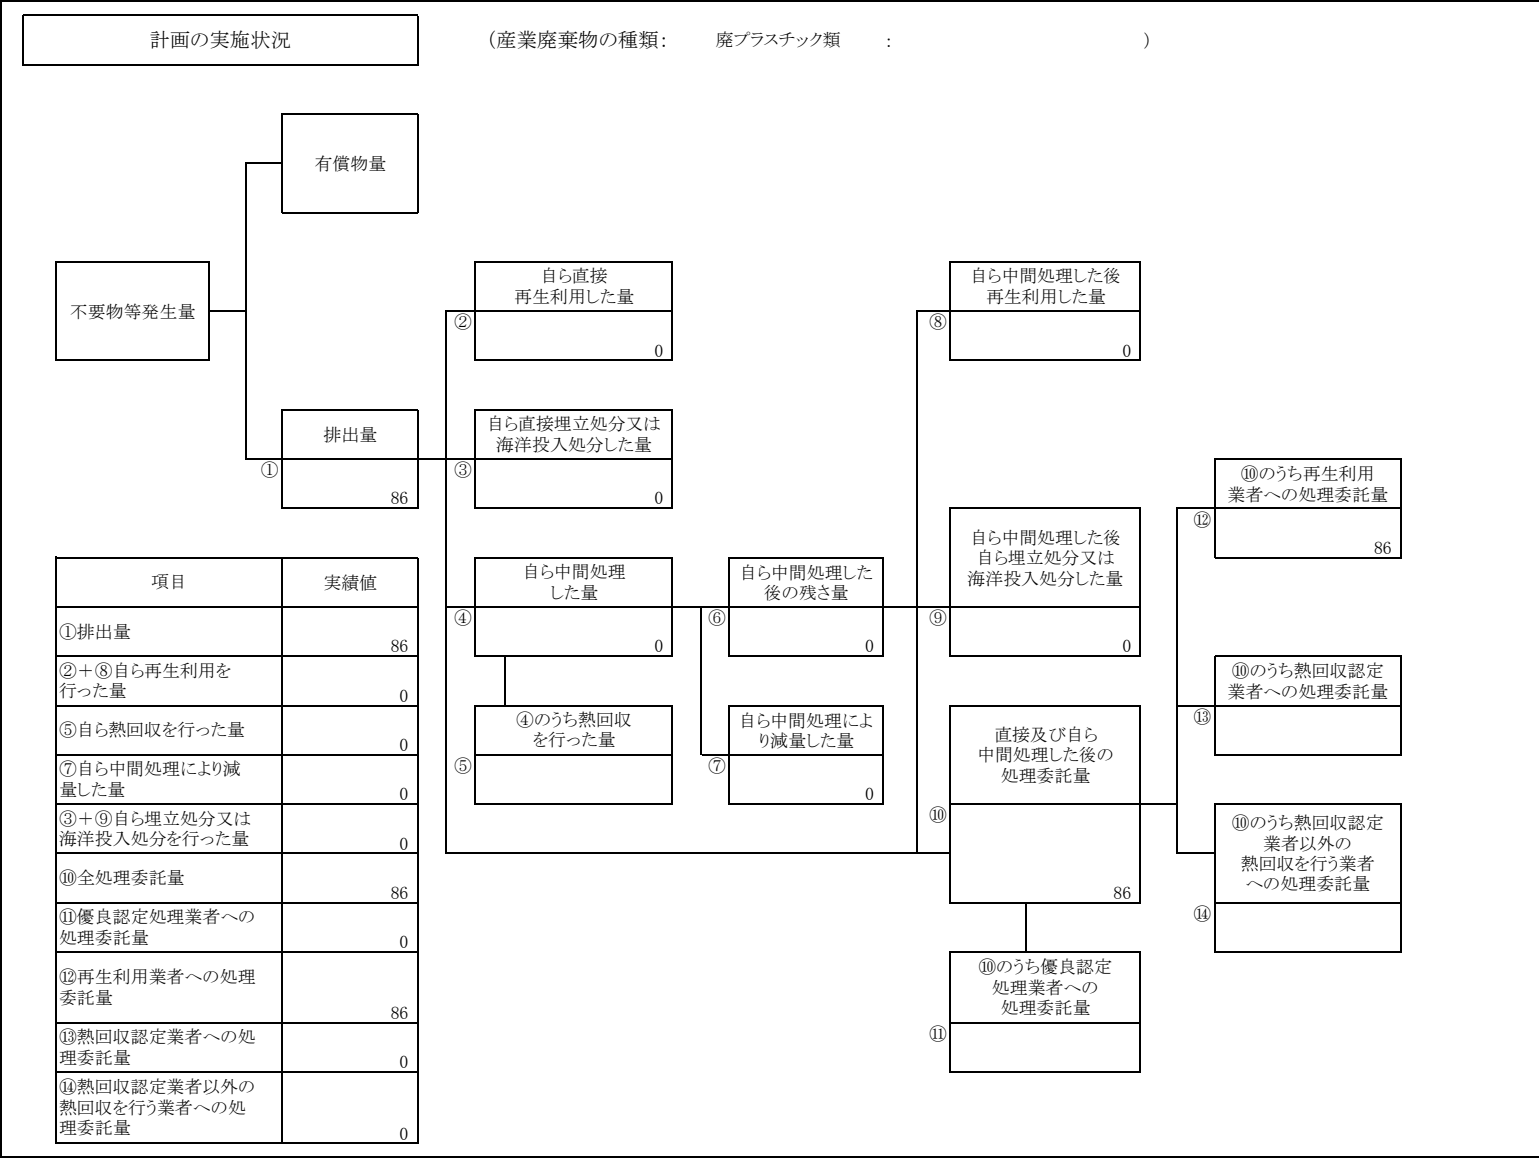 計画の実施状況
（産業廃棄物の種類： 廃プラスチック類 ： ）
有償物量
不要物等発生量
自ら直接
再生利用した量
②
0
自ら中間処理した後
再生利用した量
⑧
0
排出量
①
86
自ら直接埋立処分又は
海洋投入処分した量
③
0
⑩のうち再生利用
業者への処理委託量
⑫
86
自ら中間処理
した量
④
0
自ら中間処理した
後の残さ量
⑥
0
自ら中間処理した後
自ら埋立処分又は
海洋投入処分した量
⑨
0
⑩のうち熱回収認定
業者への処理委託量
⑬
④のうち熱回収
を行った量
⑤
自ら中間処理によ
り減量した量
⑦
0
直接及び自ら
中間処理した後の
処理委託量
⑩
86
⑩のうち熱回収認定
業者以外の
熱回収を行う業者
への処理委託量
⑭
⑩のうち優良認定
処理業者への
処理委託量
⑪
項目 実績値
①排出量
86
②＋⑧自ら再生利用を
行った量
0
⑤自ら熱回収を行った量
0
⑦自ら中間処理により減
量した量
0
③＋⑨自ら埋立処分又は
海洋投入処分を行った量
0
⑩全処理委託量
86
⑪優良認定処理業者への
処理委託量
0
⑫再生利用業者への処理
委託量
86
⑬熱回収認定業者への処
理委託量
0
⑭熱回収認定業者以外の
熱回収を行う業者への処
理委託量
0